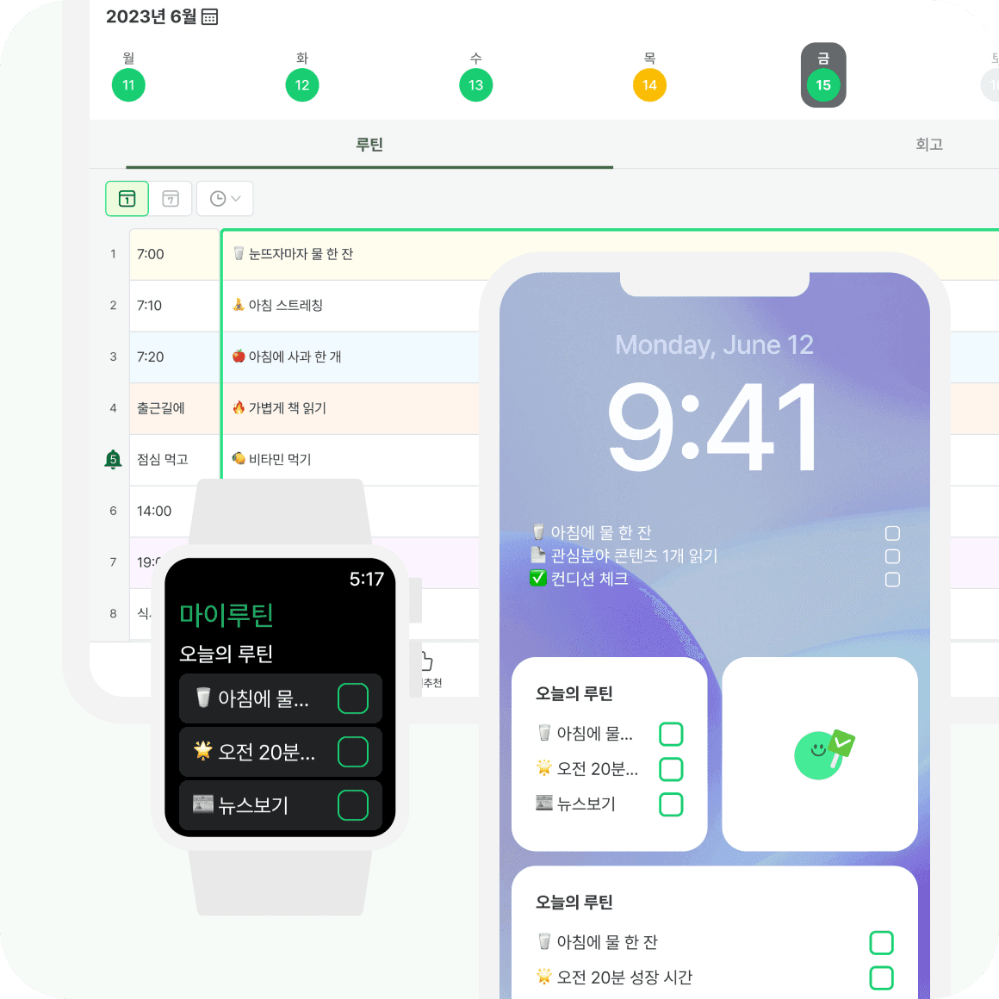 2023년 6월
월 화 수 목 금
11 12 13 14 15
루틴 회고
1 7
1 7:00 눈뜨자마자 물 한 잔
2 7:10 아침 스트레칭
3 7:20 아침에 사과 한 개
4 출근길에 가볍게 책 읽기
5 점심 먹고 비타민 먹기
6 14:00
7
8
추천
5:17
마이루틴
오늘의 루틴
아침에 물...
오전 20분...
뉴스보기
Monday, June 12
9:41
아침에 물 한 잔
관심분야 콘텐츠 1개 읽기
컨디션 체크
오늘의 루틴
아침에 물...
오전 20분...
뉴스보기
오늘의 루틴
아침에 물 한 잔
오전 20분 성장 시간